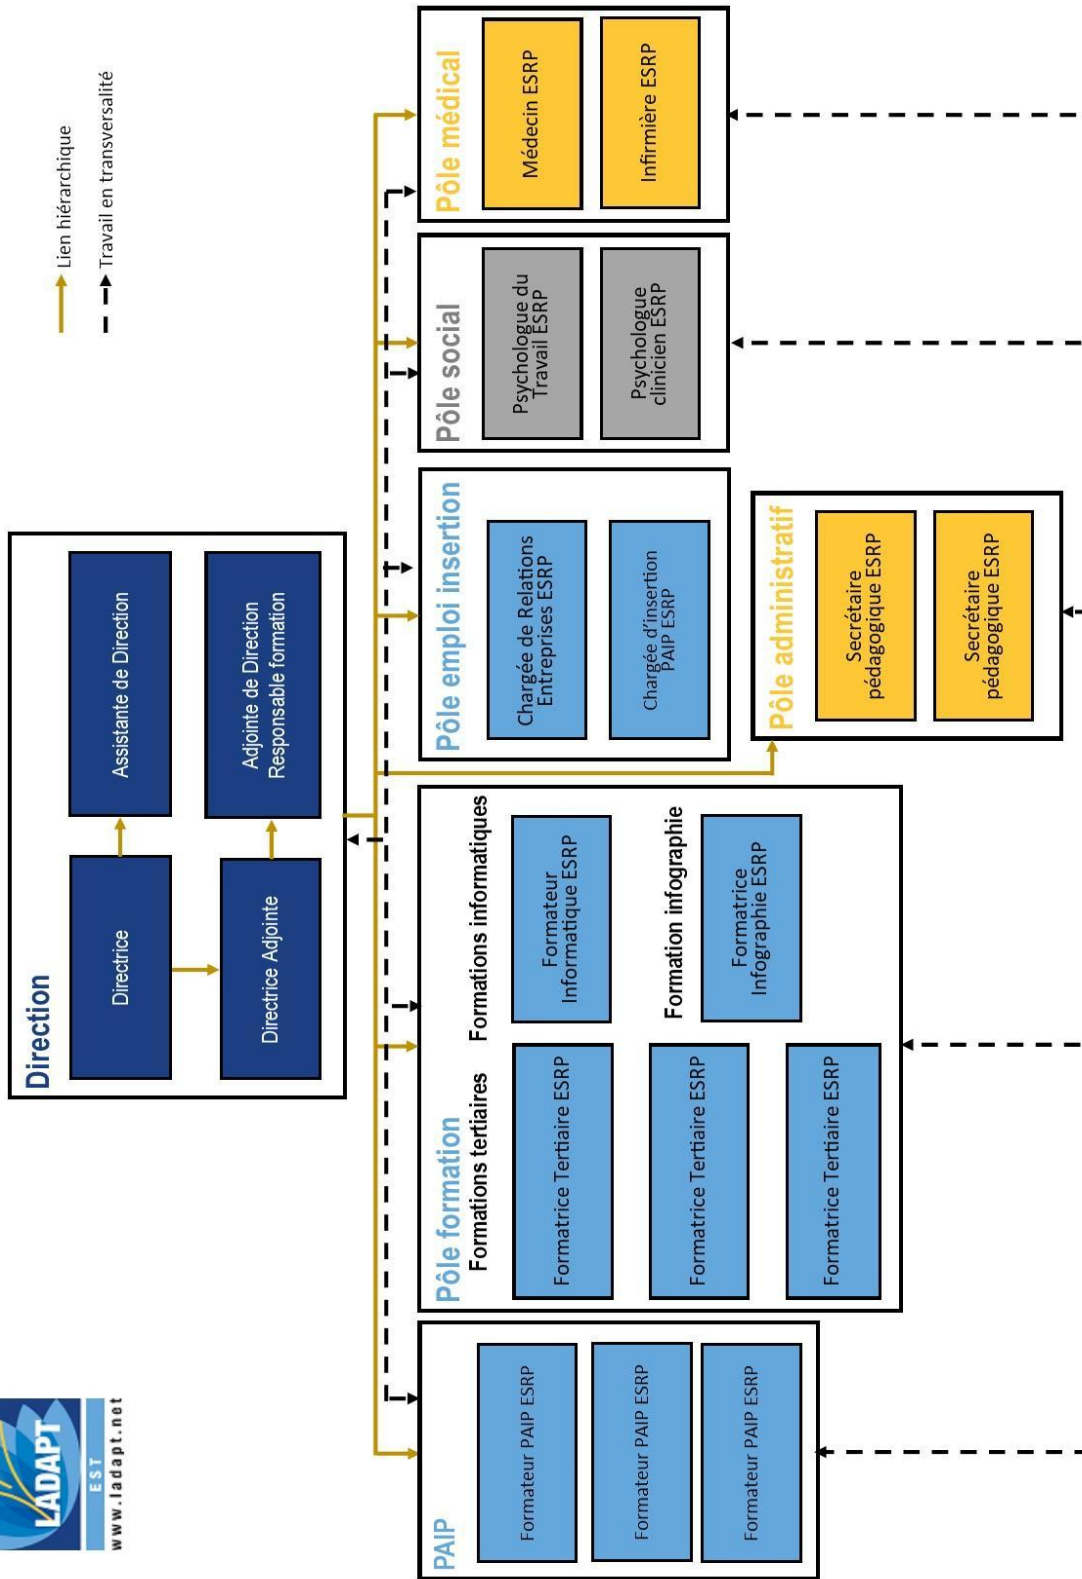 LADAPT
EST
www.ladapt.net
Lien hiérarchique
Travail en transversalité
Direction
Directrice
Assistante de Direction
Directrice Adjointe
Adjointe de Direction
Responsable formation
PAIP
Formateur PAIP ESRP
Formateur PAIP ESRP
Formateur PAIP ESRP
Pôle formation
Formations tertiaires
Formatrice Tertiaire ESRP
Formatrice Tertiaire ESRP
Formatrice Tertiaire ESRP
Formations informatiques
Formateur
Informatique ESRP
Formation infographie
Formatrice
Infographie ESRP
Pôle emploi insertion
Chargée de Relations
Entreprises ESRP
Chargée d'insertion
PAIP ESRP
Pôle social
Psychologue du
Travail ESRP
Psychologue
clinicien ESRP
Pôle médical
Médecin ESRP
Infirmière ESRP
Pôle administratif
Secrétaire
pédagogique ESRP
Secrétaire
pédagogique ESRP